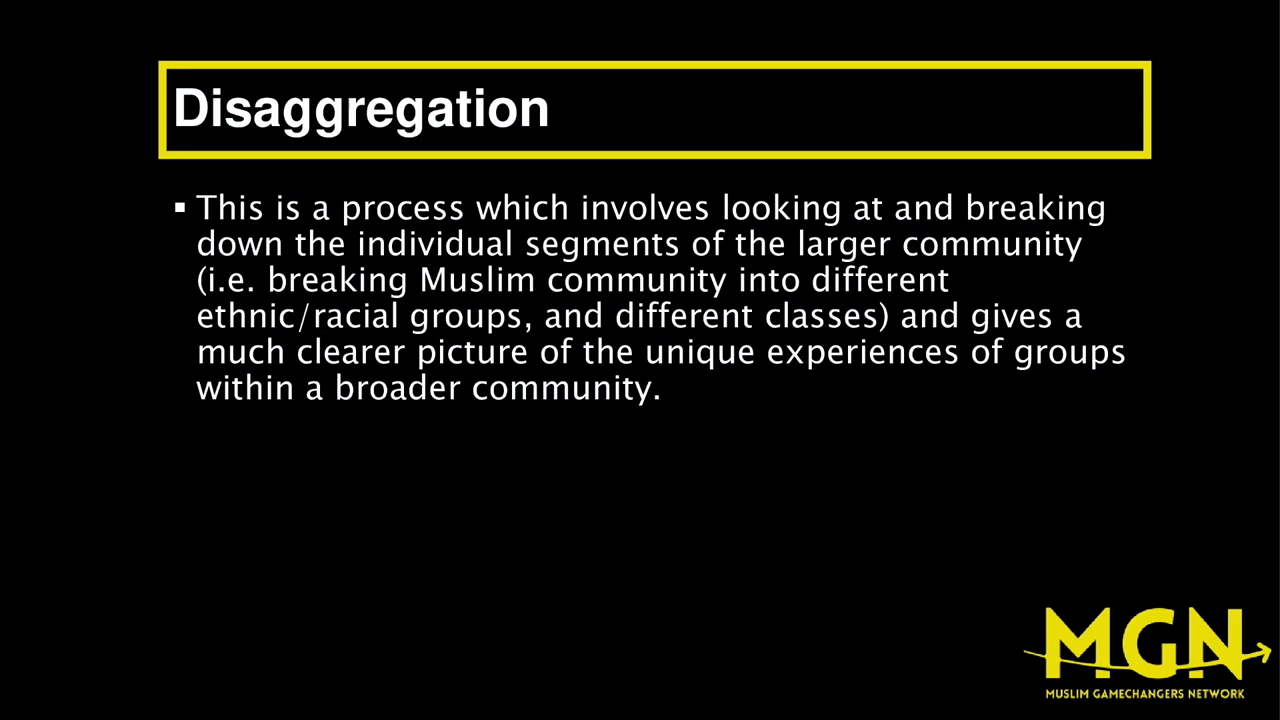 Disaggregation
▪ This is a process which involves looking at and breaking
down the individual segments of the larger community
(i.e. breaking Muslim community into different
ethnic/racial groups, and different classes) and gives a
much clearer picture of the unique experiences of groups
within a broader community.
MGN
MUSLIM GAMECHANGERS NETWORK